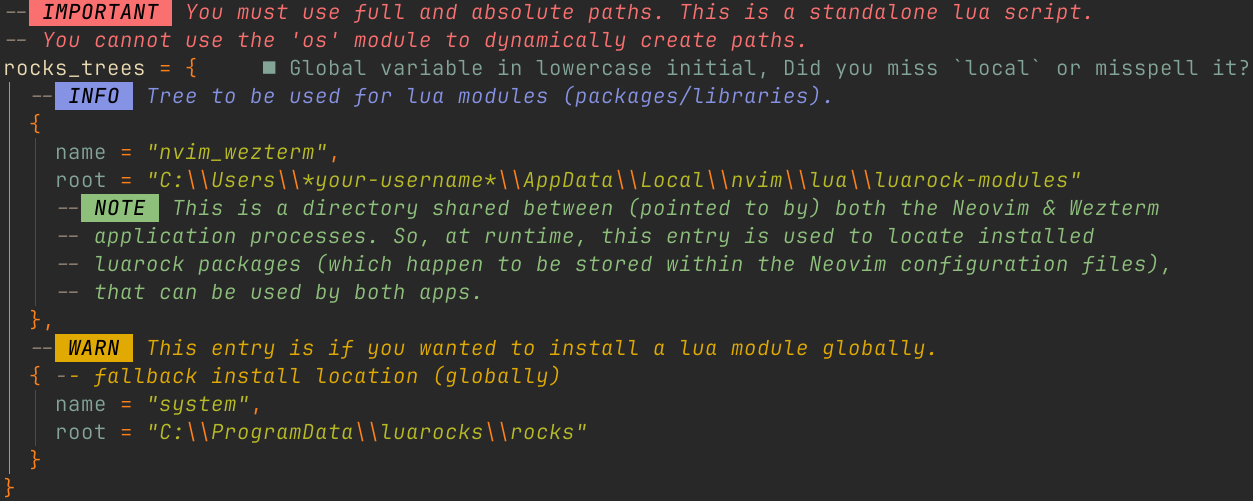 -- IMPORTANT You must use full and absolute paths. This is a standalone lua script.
-- You cannot use the 'os' module to dynamically create paths.
rocks_trees = { ■ Global variable in lowercase initial, Did you miss `local` or misspell it?
-- INFO Tree to be used for lua modules (packages/libraries).
{
name = "nvim_wezterm",
root = "C:\\Users\\*your-username*\\AppData\\Local\\nvim\\lua\\luarock-modules"
-- NOTE This is a directory shared between (pointed to by) both the Neovim & Wezterm
-- application processes. So, at runtime, this entry is used to locate installed
-- luarock packages (which happen to be stored within the Neovim configuration files),
-- that can be used by both apps.
},
-- WARN This entry is if you wanted to install a lua module globally.
{ -- fallback install location (globally)
name = "system",
root = "C:\\ProgramData\\luarocks\\rocks"
}
}